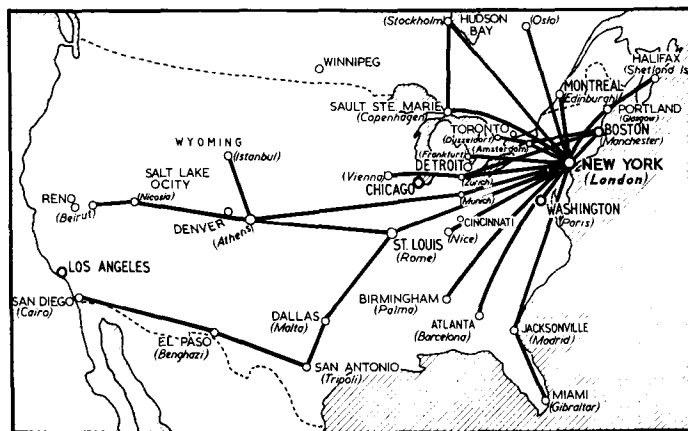 (Stockholm)
HUDSON
BAY
(Oslo)
WINNIPEG
HALIFAX
(Shetland Is)
MONTREAL
(Edinburgh)
SAULT STE. MARIE
(Copenhagen)
PORTLAND
(Glasgow)
TORONTO
(Dusseldorf)
(Amsterdam)
BOSTON
(Manchester)
WYOMING
(Istanbul)
(Frankfurt)
DETROIT
NEW YORK
(London)
SALT LAKE
CITY
(Vienna)
CHICAGO
(Zurich)
(Munich)
RENO
(Beirut)
(Nicosia)
DENVER
(Athens)
ST. LOUIS
(Rome)
CINCINNATI
(Nice)
WASHINGTON
(Paris)
LOS ANGELES
SAN DIEGO
(Cairo)
EL PASO
(Benghazi)
DALLAS
(Malta)
BIRMINGHAM
(Palma)
ATLANTA
(Barcelona)
JACKSONVILLE
(Madrid)
SAN ANTONIO
(Tripoli)
MIAMI
(Gibraltar)